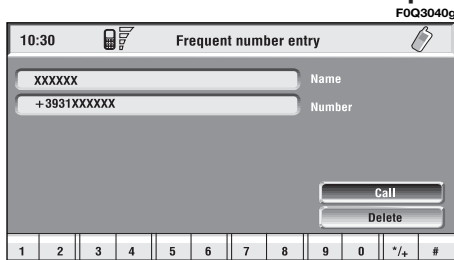 F0Q3040g
10:30 Frequent number entry
XXXXXX Name
+3931XXXXXX Number
Call
Delete
1 2 3 4 5 6 7 8 9 0 */+ #